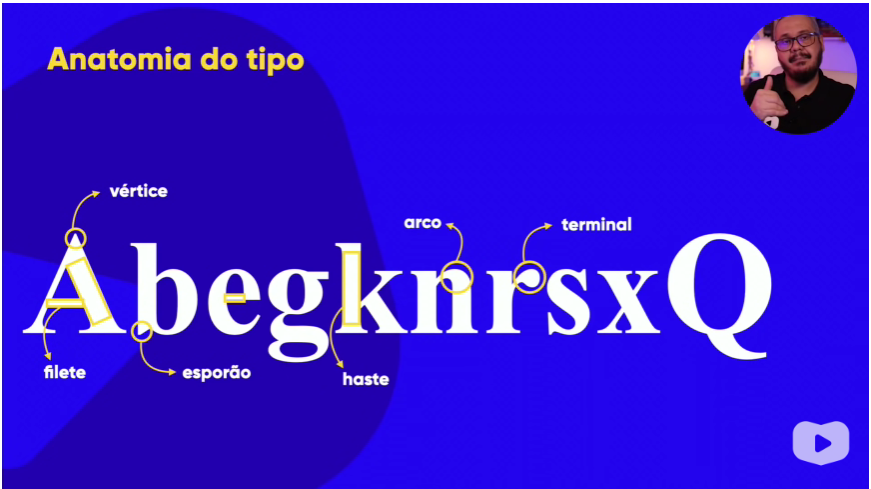 Anatomia do tipo
vértice
arco
terminal
AbegknrsxQ
filete
esporão
haste